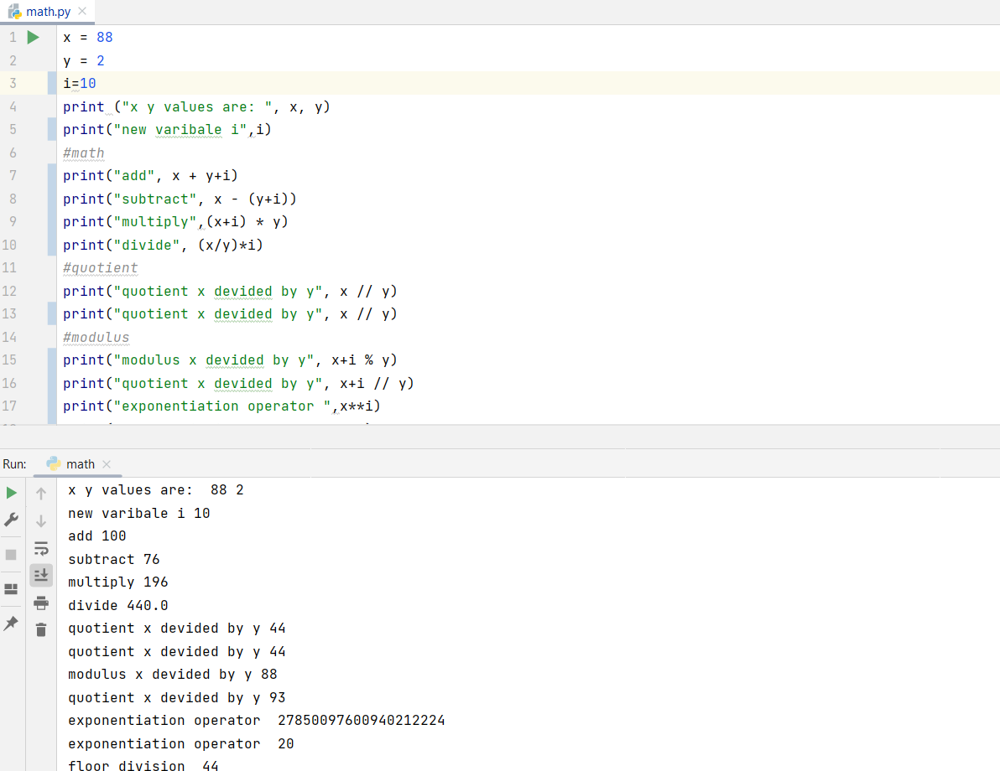 math.py
1 x = 88
2 y = 2
3 i=10
4 print ("x y values are: ", x, y)
5 print("new varibale i",i)
6 #math
7 print("add", x + y+i)
8 print("subtract", x - (y+i))
9 print("multiply",(x+i) * y)
10 print("divide", (x/y)*i)
11 #quotient
12 print("quotient x devided by y", x // y)
13 print("quotient x devided by y", x // y)
14 #modulus
15 print("modulus x devided by y", x+i % y)
16 print("quotient x devided by y", x+i // y)
17 print("exponentiation operator ",x**i)
Run: math
x y values are:  88 2
new varibale i 10
add 100
subtract 76
multiply 196
divide 440.0
quotient x devided by y 44
quotient x devided by y 44
modulus x devided by y 88
quotient x devided by y 93
exponentiation operator  27850097600940212224
exponentiation operator  20
floor division  44